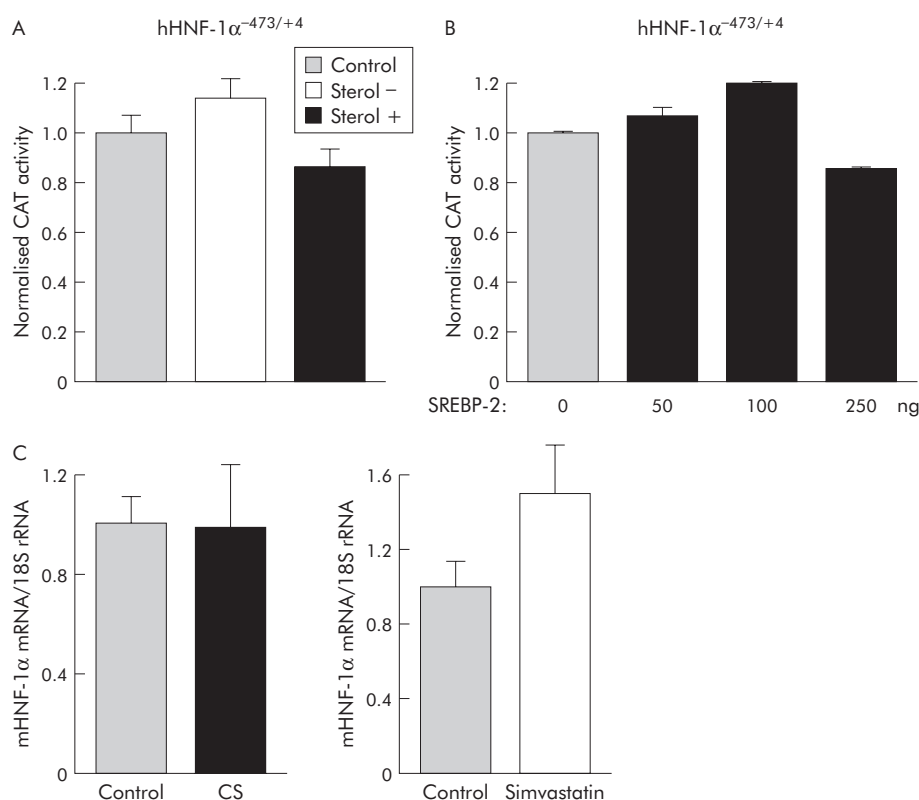 A
hHNF-1α−473/+4
Control
Sterol −
Sterol +
Normalised CAT activity
1.2
1.0
0.8
0.6
0.4
1.2
0
B
hHNF-1α−473/+4
Normalised CAT activity
1.2
1.0
0.8
0.6
0.4
1.2
0
SREBP-2: 0 50 100 250 ng
C
mHNF-1α mRNA/18S rRNA
1.2
0.8
0.4
0
Control CS
mHNF-1α mRNA/18S rRNA
1.6
1.2
0.8
0.4
0
Control Simvastatin